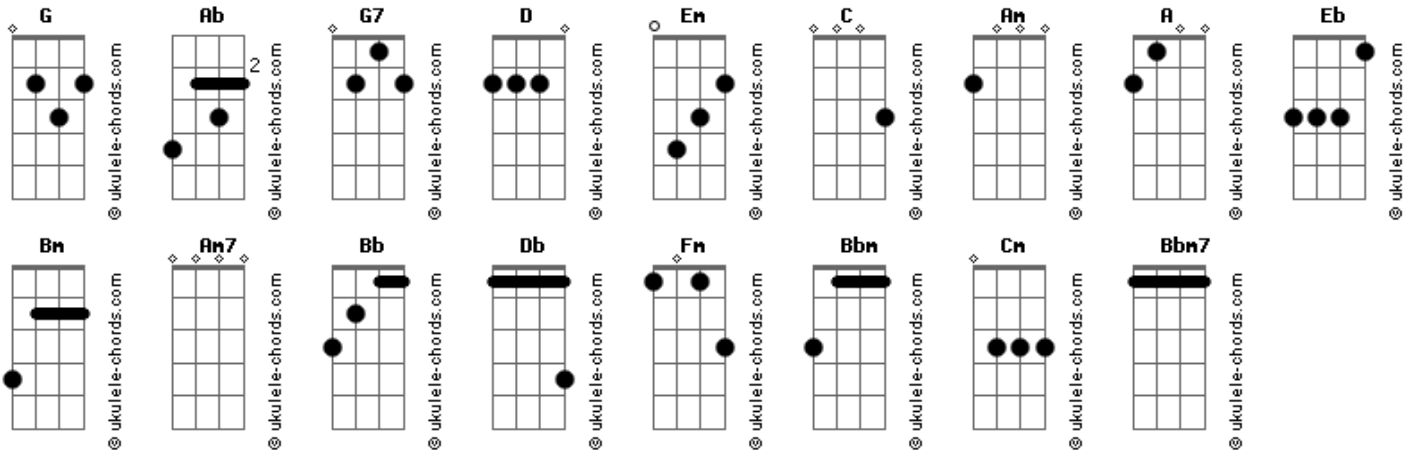 G Ab G7 D Em C Am A Eb
2
© ukulele-chords.com © ukulele-chords.com © ukulele-chords.com © ukulele-chords.com © ukulele-chords.com © ukulele-chords.com © ukulele-chords.com © ukulele-chords.com © ukulele-chords.com
Bm Am7 Bb Db Fm Bbm Cm Bbm7
© ukulele-chords.com © ukulele-chords.com © ukulele-chords.com © ukulele-chords.com © ukulele-chords.com © ukulele-chords.com © ukulele-chords.com © ukulele-chords.com